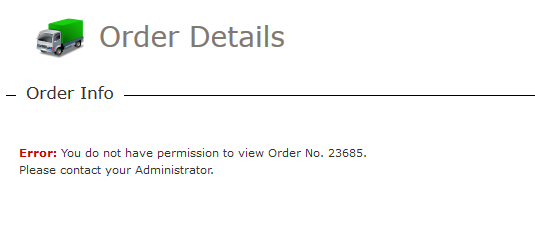 Order Details
Order Info
Error: You do not have permission to view Order No. 23685.
Please contact your Administrator.